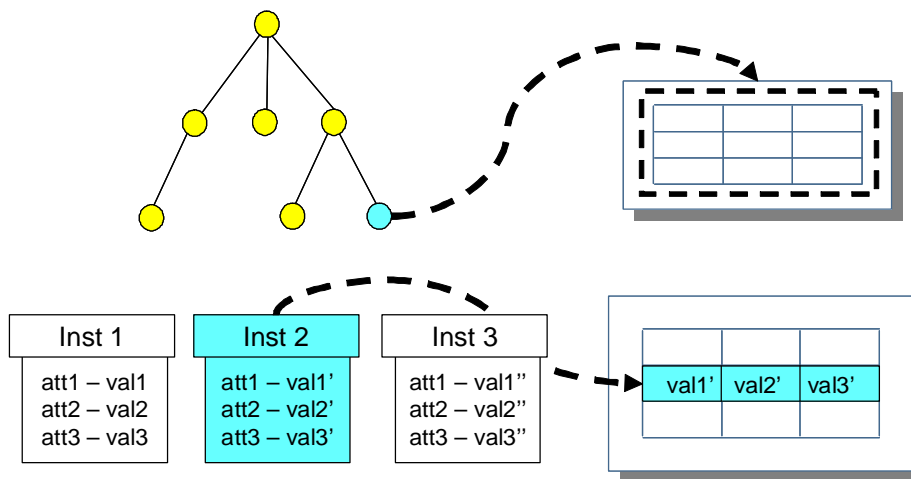 Inst 1
Inst 2
Inst 3
att1 – val1
att2 – val2
att3 – val3
att1 – val1'
att2 – val2'
att3 – val3'
att1 – val1''
att2 – val2''
att3 – val3''
val1' val2' val3'